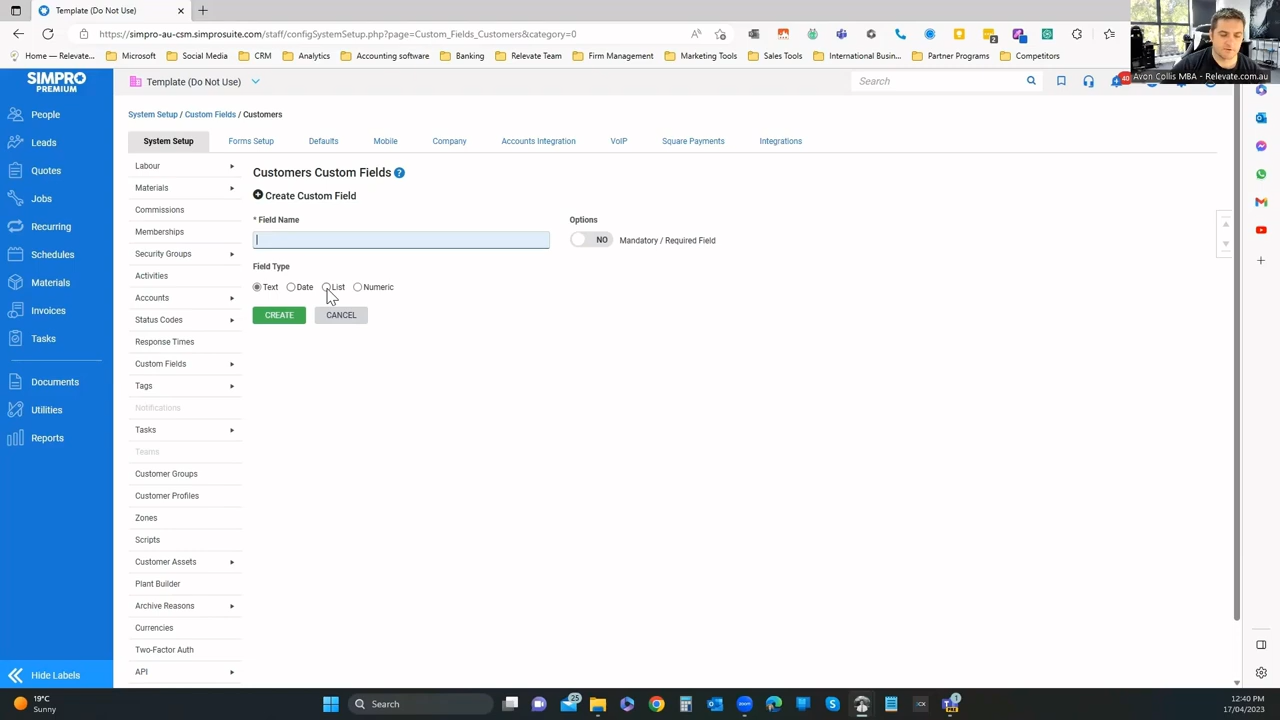 Template (Do Not Use)
https://simpro-au-csm.simprosuite.com/staff/configSystemSetup.php?page=Custom_Fields_Customers&category=0
Home — Relevate...
Microsoft
Social Media
CRM
Analytics
Accounting software
Banking
Relevate Team
Firm Management
Marketing Tools
Sales Tools
International Busin...
Partner Programs
Competitors
Avon Collis MBA - Relevate.com.au
SIMPRO
PREMIUM
Template (Do Not Use)
Search
40
People
Leads
Quotes
Jobs
Recurring
Schedules
Materials
Invoices
Tasks
Documents
Utilities
Reports
Hide Labels
System Setup / Custom Fields / Customers
System Setup
Forms Setup
Defaults
Mobile
Company
Accounts Integration
VoIP
Square Payments
Integrations
Labour
Materials
Commissions
Memberships
Security Groups
Activities
Accounts
Status Codes
Response Times
Custom Fields
Tags
Notifications
Tasks
Teams
Customer Groups
Customer Profiles
Zones
Scripts
Customer Assets
Plant Builder
Archive Reasons
Currencies
Two-Factor Auth
API
Customers Custom Fields ?
Create Custom Field
* Field Name
Options
NO
Mandatory / Required Field
Field Type
Text
Date
List
Numeric
CREATE
CANCEL
19°C
Sunny
Search
25
1
12:40 PM
17/04/2023